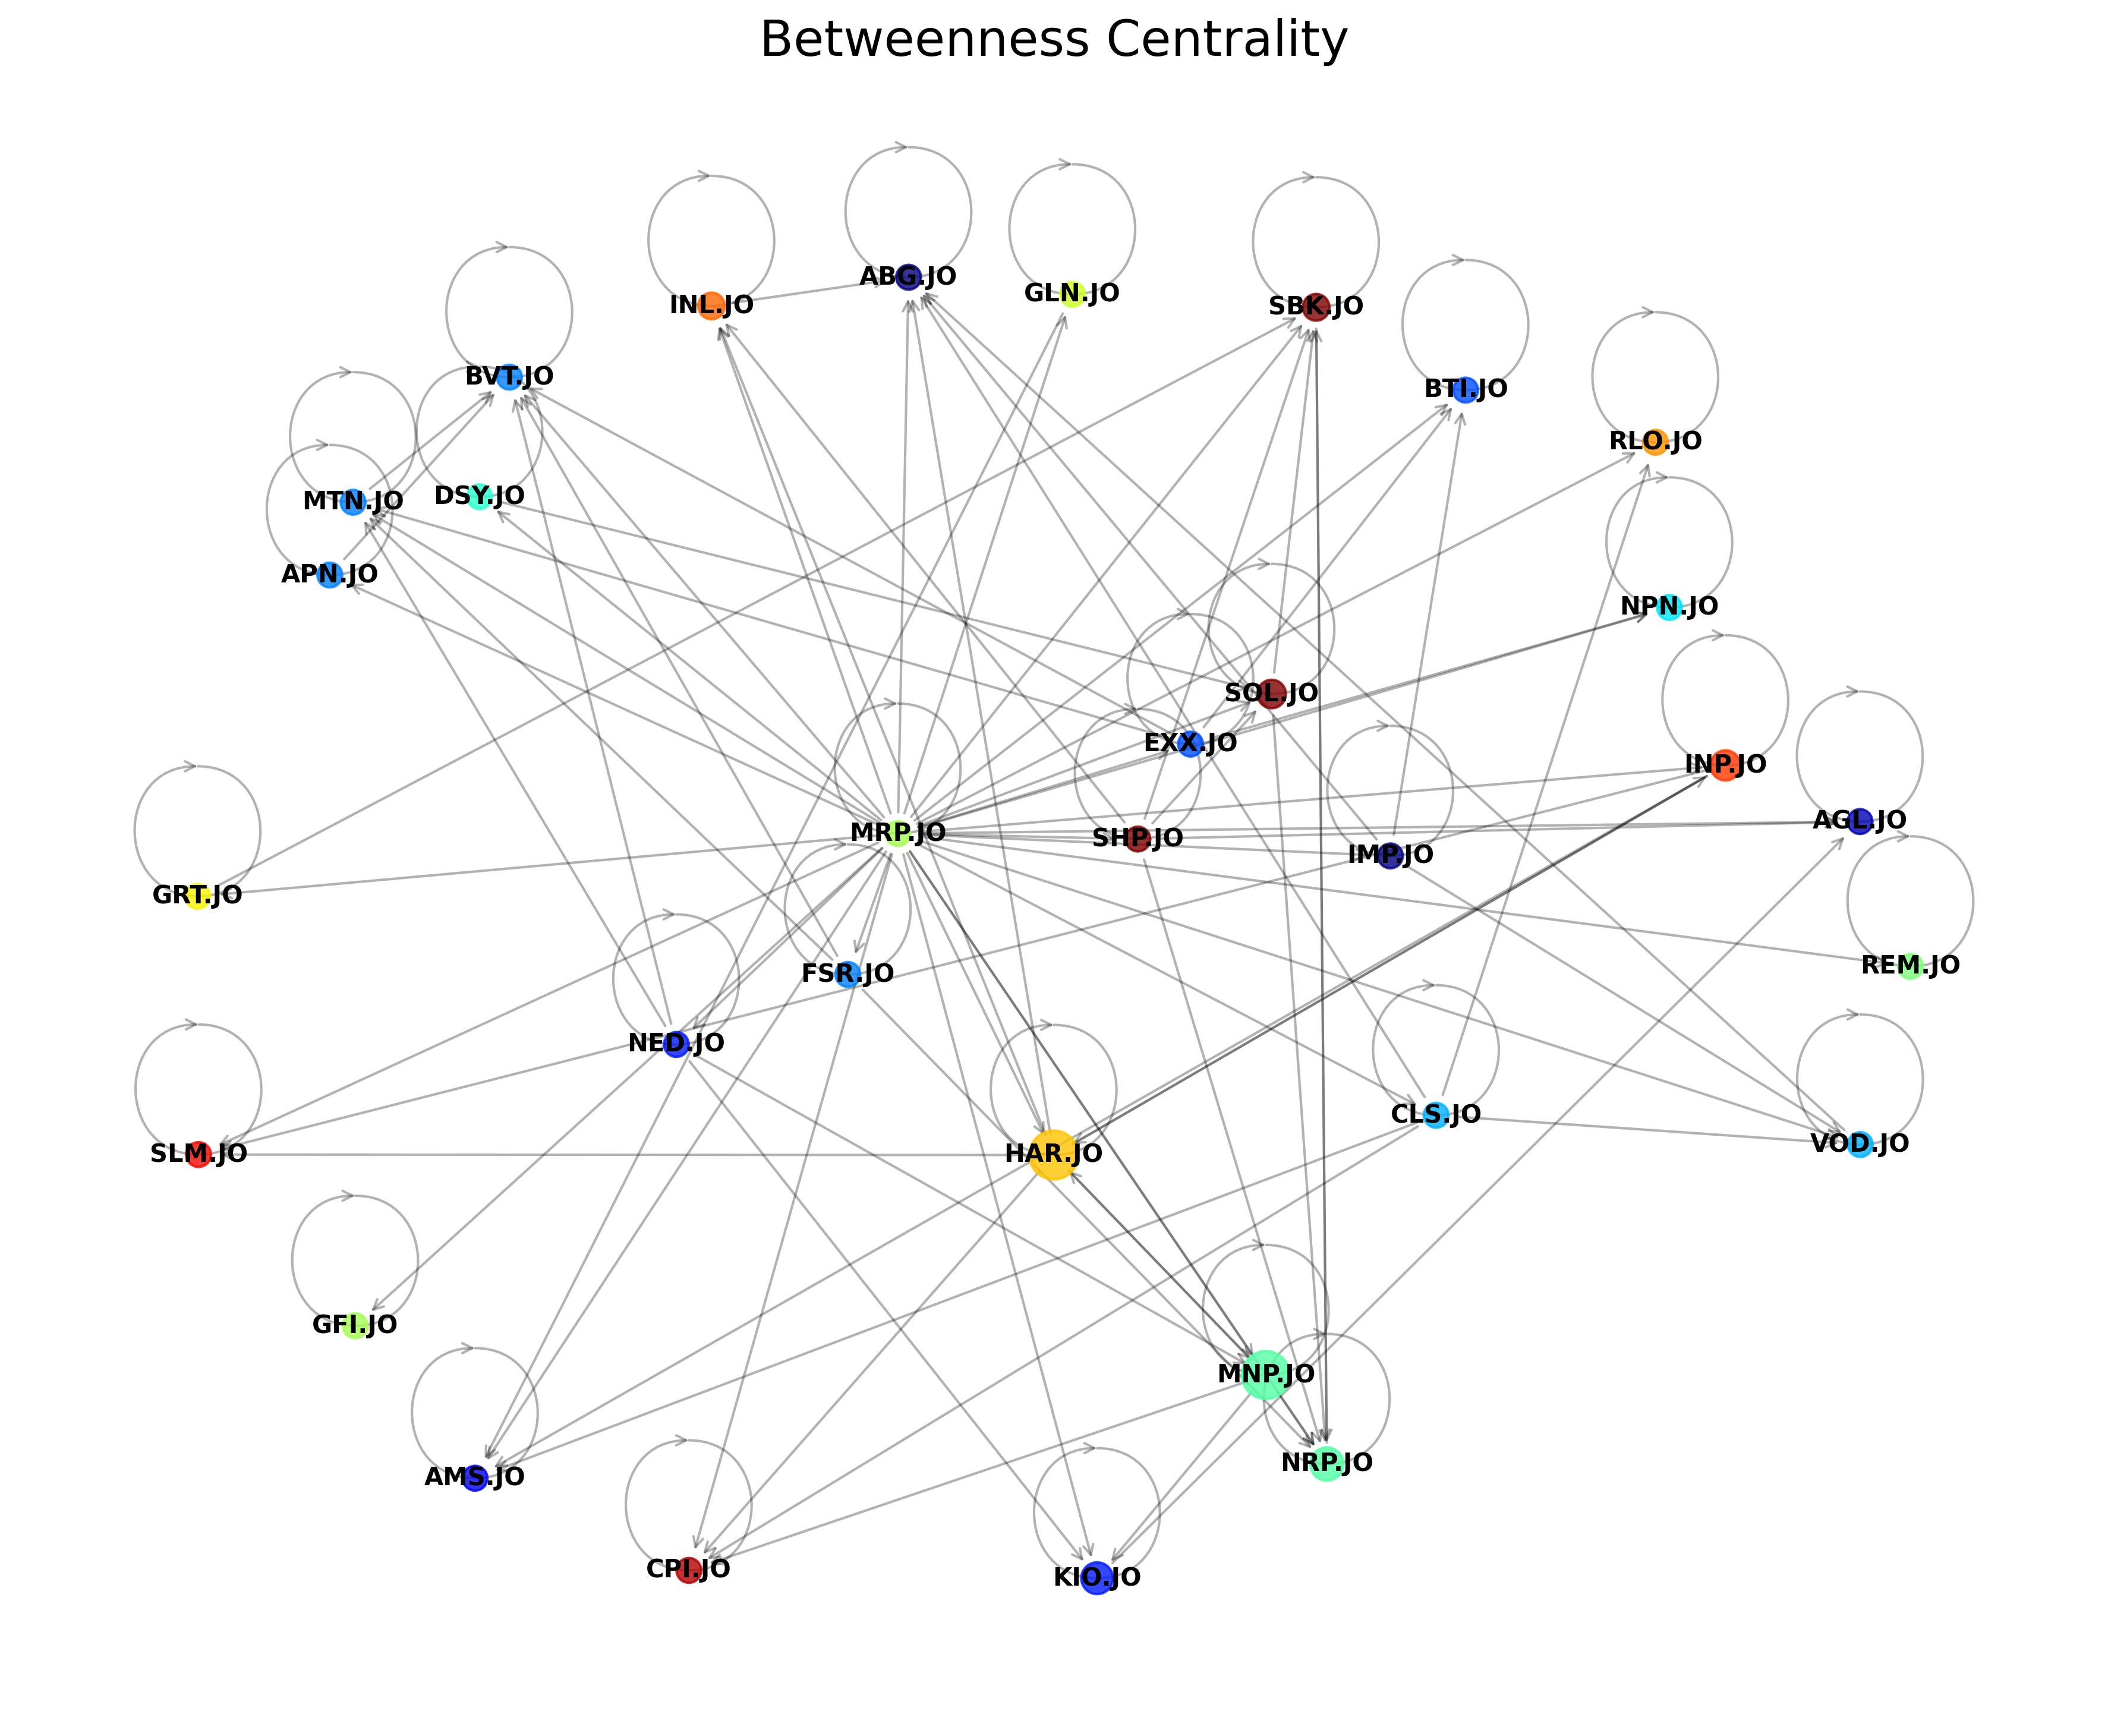 Betweenness Centrality
ABG.JO
GLN.JO
INL.JO
SBK.JO
BVT.JO
BTI.JO
RLO.JO
DSY.JO
MTN.JO
APN.JO
NPN.JO
SOL.JO
EXX.JO
INP.JO
AGL.JO
MRP.JO
SHP.JO
IMP.JO
GRT.JO
REM.JO
FSR.JO
NED.JO
CLS.JO
VOD.JO
SLM.JO
HAR.JO
GFI.JO
MNP.JO
NRP.JO
AMS.JO
CPI.JO
KIO.JO